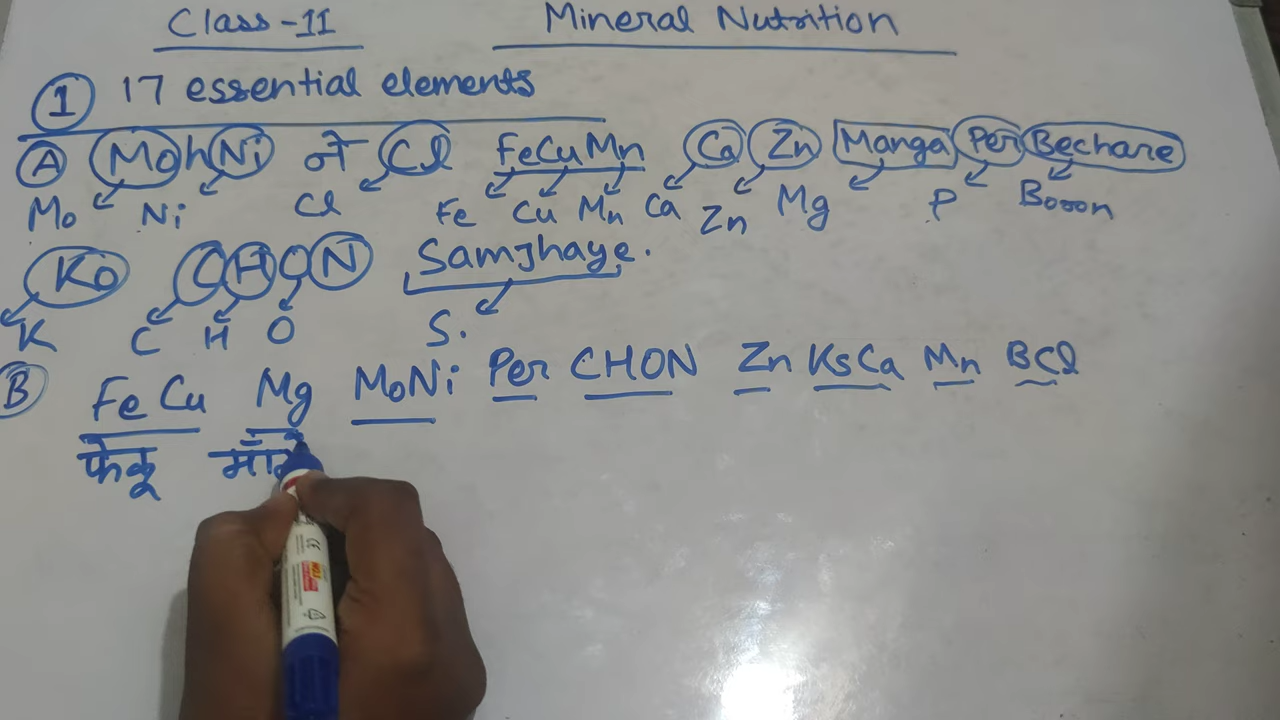 Class-11 Mineral Nutrition
1 17 essential elements
A MohNi ने Cl FeCuMn Ca Zn Manga Per Bechare
Mo Ni Cl Fe Cu Mn Ca Zn Mg P Boron
Ko CHON Samjhaye.
K C H O S.
B FeCu Mg MoNi Per CHON Zn KsCa Mn BCl
फेकू